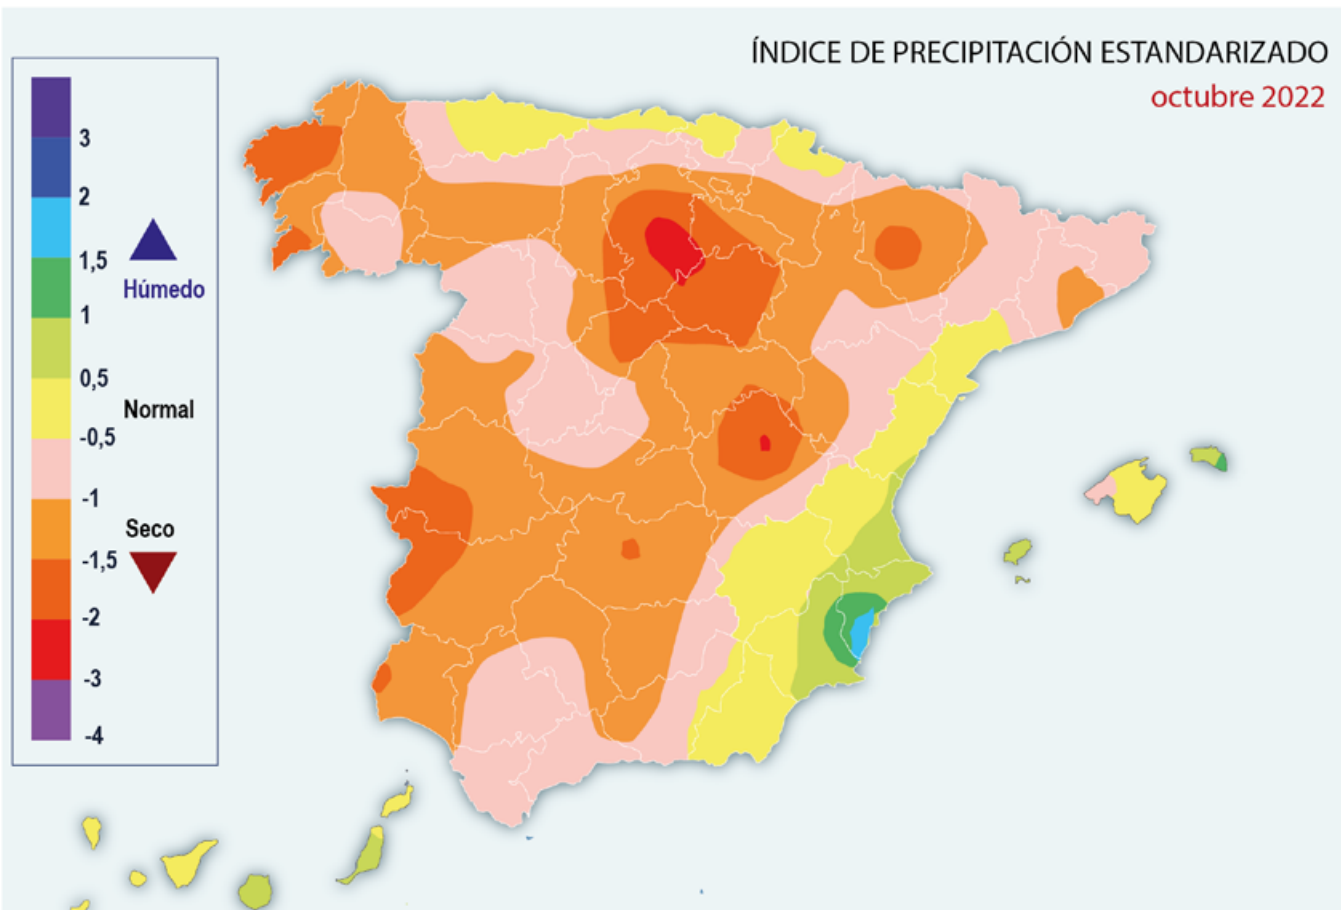 ÍNDICE DE PRECIPITACIÓN ESTANDARIZADO
octubre 2022
3
2
1,5
Húmedo
1
0,5
Normal
-0,5
-1
Seco
-1,5
-2
-3
-4